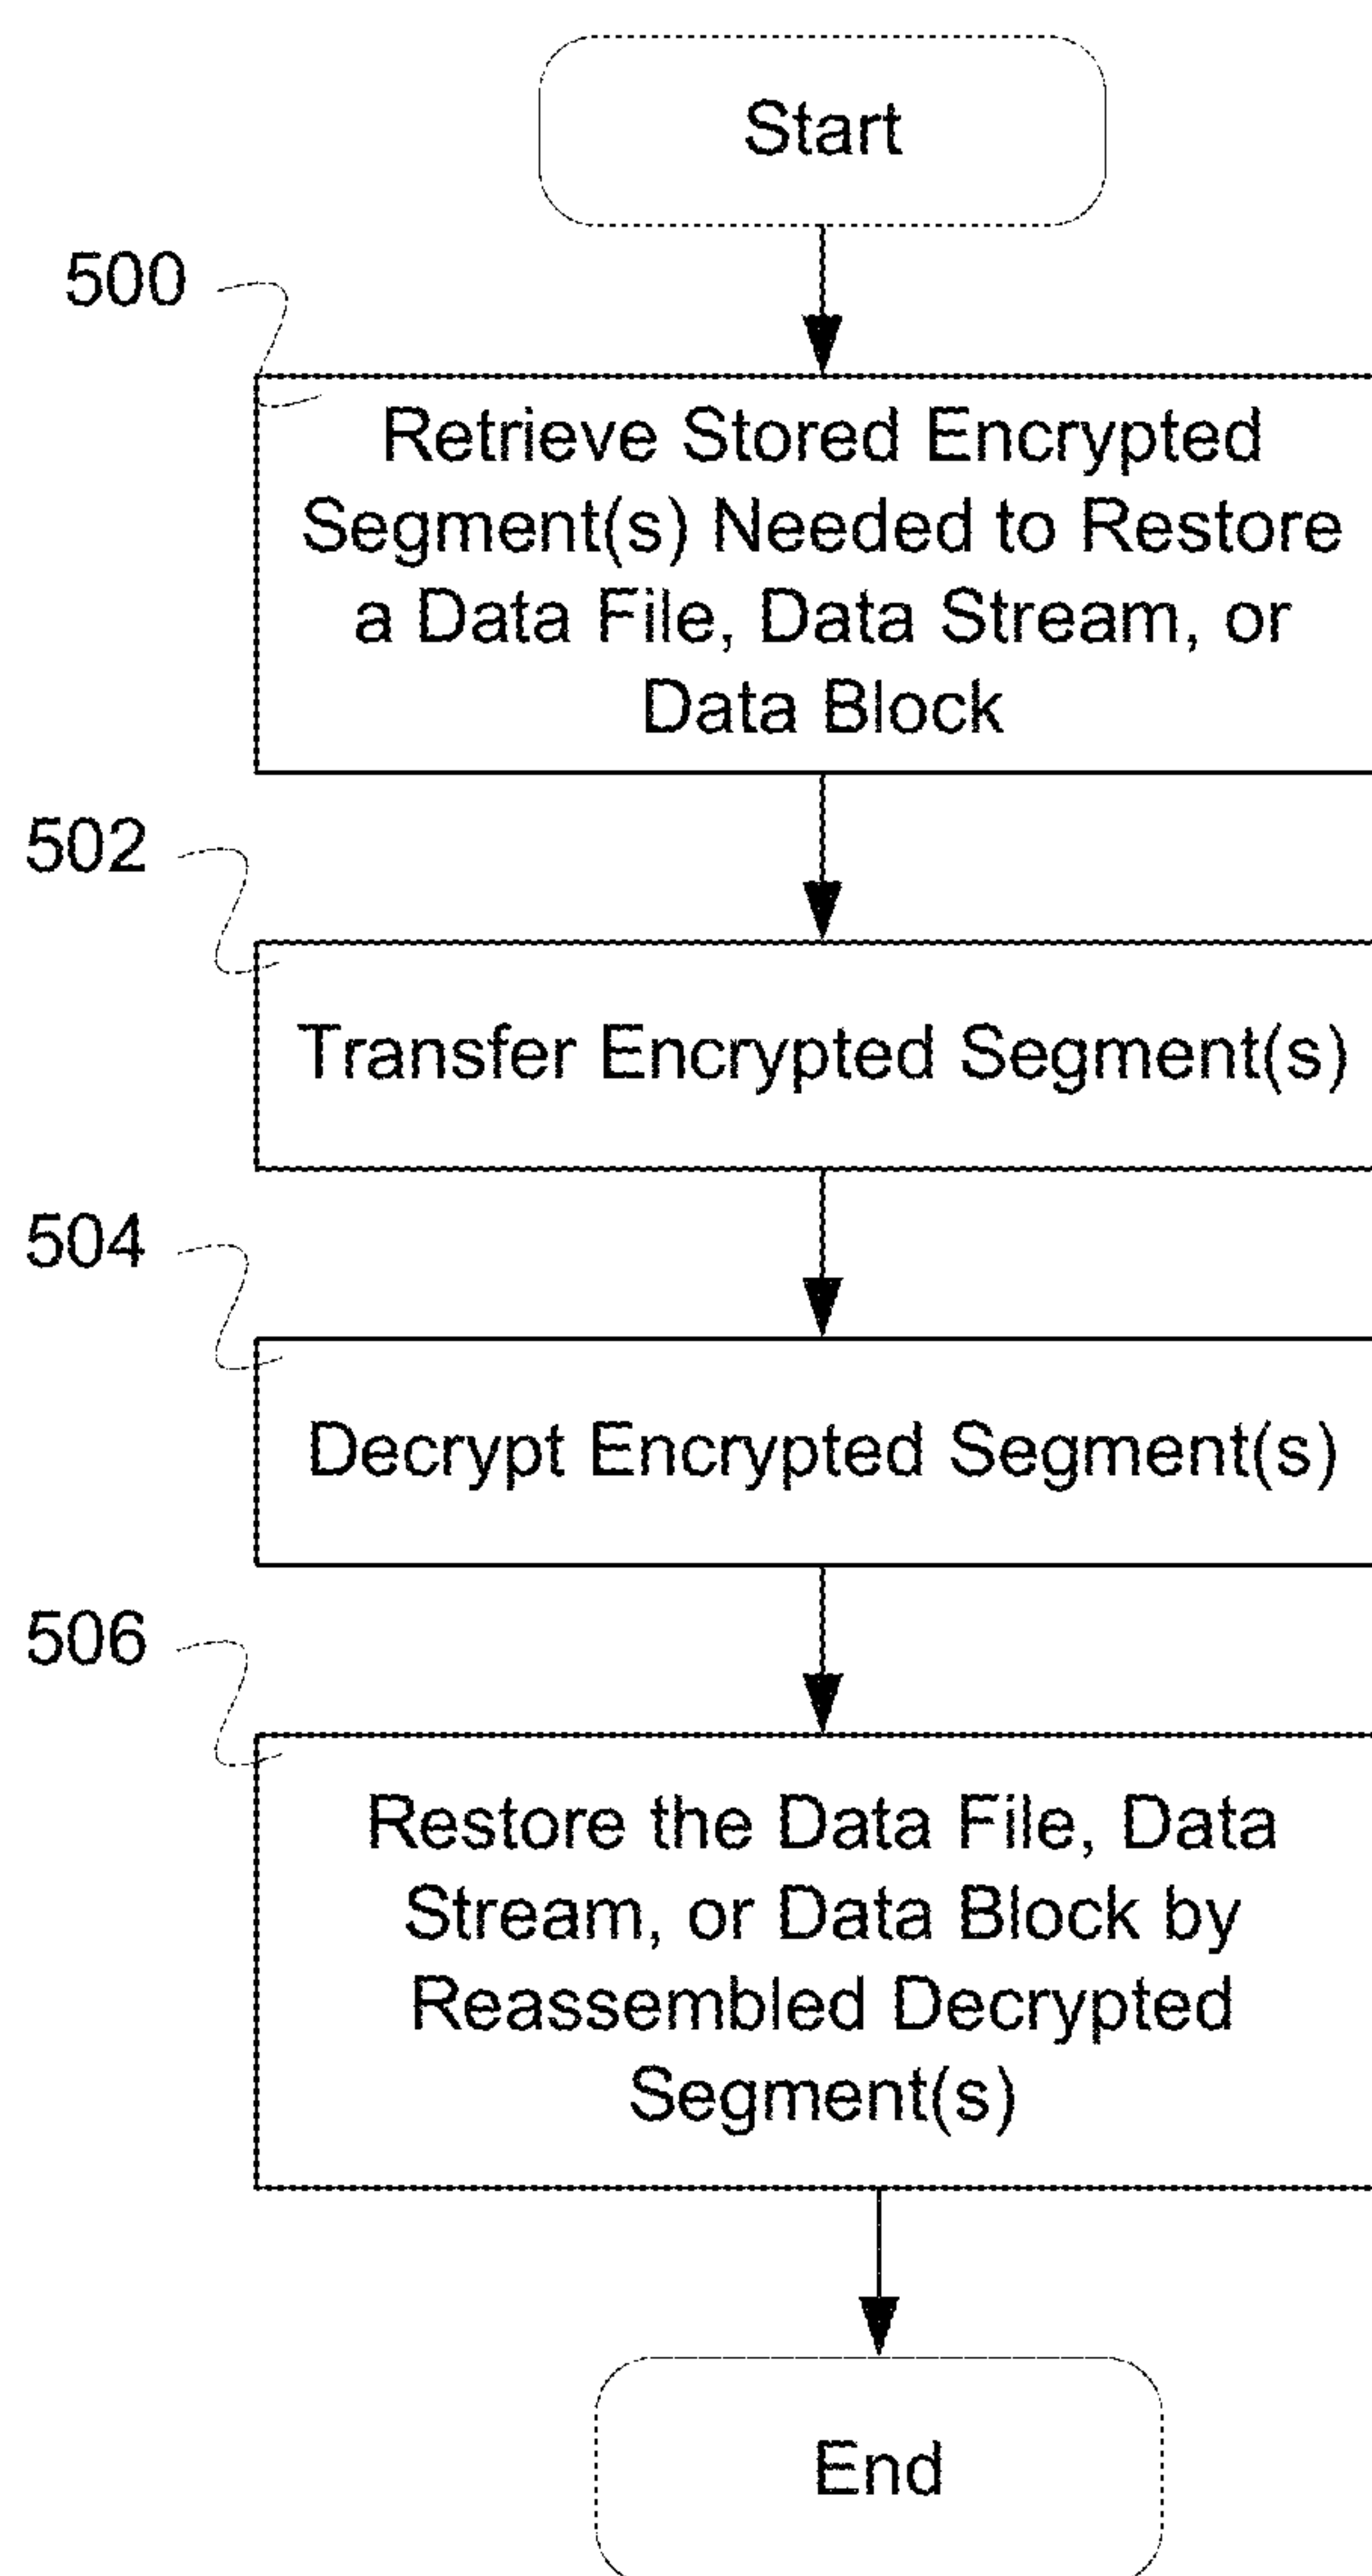 Start
500
Retrieve Stored Encrypted
Segment(s) Needed to Restore
a Data File, Data Stream, or
Data Block
502
Transfer Encrypted Segment(s)
504
Decrypt Encrypted Segment(s)
506
Restore the Data File, Data
Stream, or Data Block by
Reassembled Decrypted
Segment(s)
End